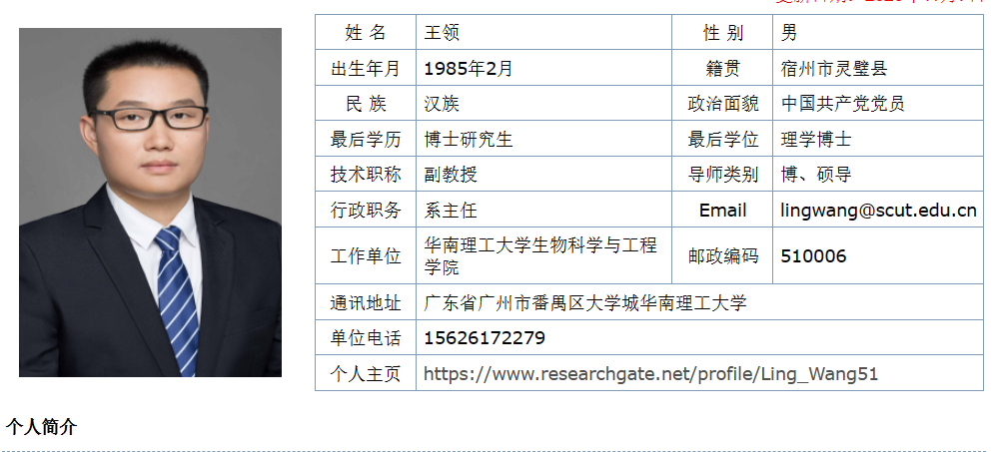 姓 名 王领 性 别 男
出生年月 1985年2月 籍贯 宿州市灵璧县
民 族 汉族 政治面貌 中国共产党党员
最后学历 博士研究生 最后学位 理学博士
技术职称 副教授 导师类别 博、硕导
行政职务 系主任 Email lingwang@scut.edu.cn
工作单位 华南理工大学生物科学与工程
学院 邮政编码 510006
通讯地址 广东省广州市番禺区大学城华南理工大学
单位电话 15626172279
个人主页 https://www.researchgate.net/profile/Ling_Wang51
个人简介